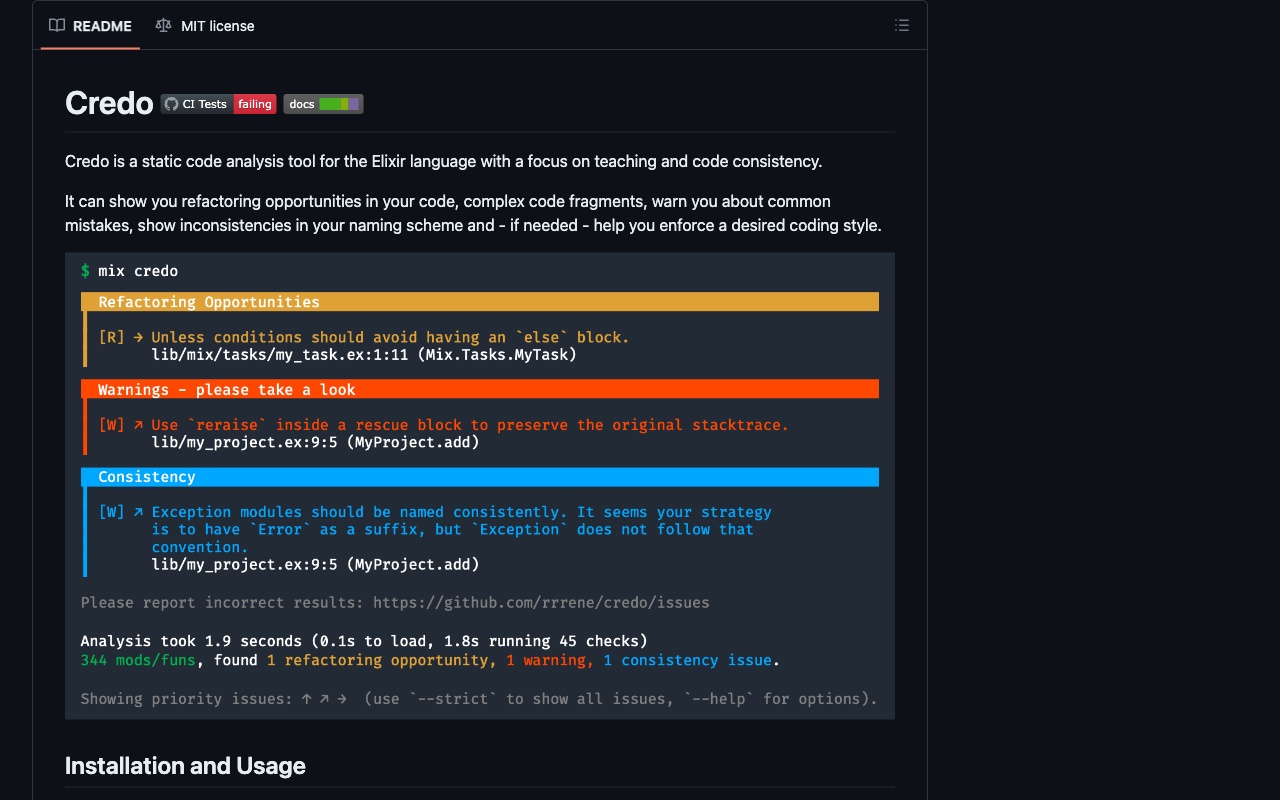 README MIT license
Credo CI Tests failing docs
Credo is a static code analysis tool for the Elixir language with a focus on teaching and code consistency.
It can show you refactoring opportunities in your code, complex code fragments, warn you about common
mistakes, show inconsistencies in your naming scheme and - if needed - help you enforce a desired coding style.
$ mix credo
Refactoring Opportunities
[R] → Unless conditions should avoid having an `else` block.
lib/mix/tasks/my_task.ex:1:11 (Mix.Tasks.MyTask)
Warnings - please take a look
[W] ↗ Use `reraise` inside a rescue block to preserve the original stacktrace.
lib/my_project.ex:9:5 (MyProject.add)
Consistency
[W] ↗ Exception modules should be named consistently. It seems your strategy
is to have `Error` as a suffix, but `Exception` does not follow that
convention.
lib/my_project.ex:9:5 (MyProject.add)
Please report incorrect results: https://github.com/rrrene/credo/issues
Analysis took 1.9 seconds (0.1s to load, 1.8s running 45 checks)
344 mods/funs, found 1 refactoring opportunity, 1 warning, 1 consistency issue.
Showing priority issues: ↑ ↗ → (use `--strict` to show all issues, `--help` for options).
Installation and Usage